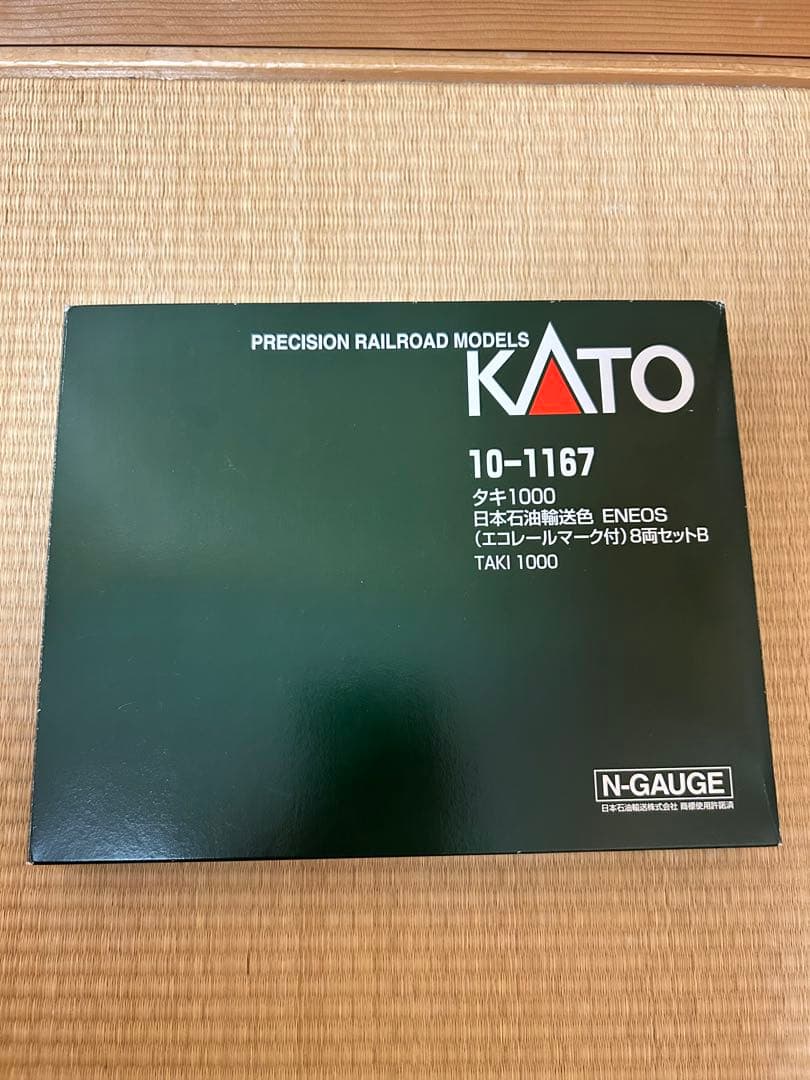 PRECISION RAILROAD MODELS
KATO
10-1167
タキ1000
日本石油輸送色 ENEOS
(エコレールマーク付)8両セットB
TAKI 1000
N-GAUGE
日本石油輸送株式会社 商標使用許諾済